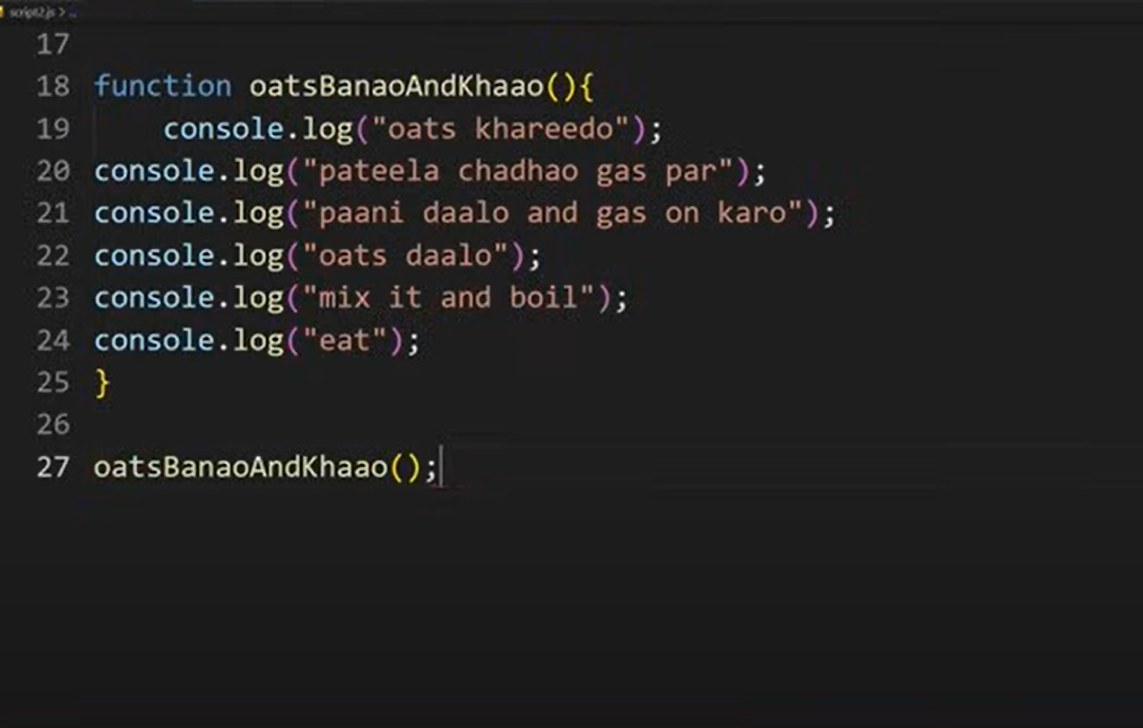 script2.js > ...
17
18 function oatsBanaoAndKhaao(){
19     console.log("oats khareedo");
20 console.log("pateela chadhao gas par");
21 console.log("paani daalo and gas on karo");
22 console.log("oats daalo");
23 console.log("mix it and boil");
24 console.log("eat");
25 }
26
27 oatsBanaoAndKhaao();